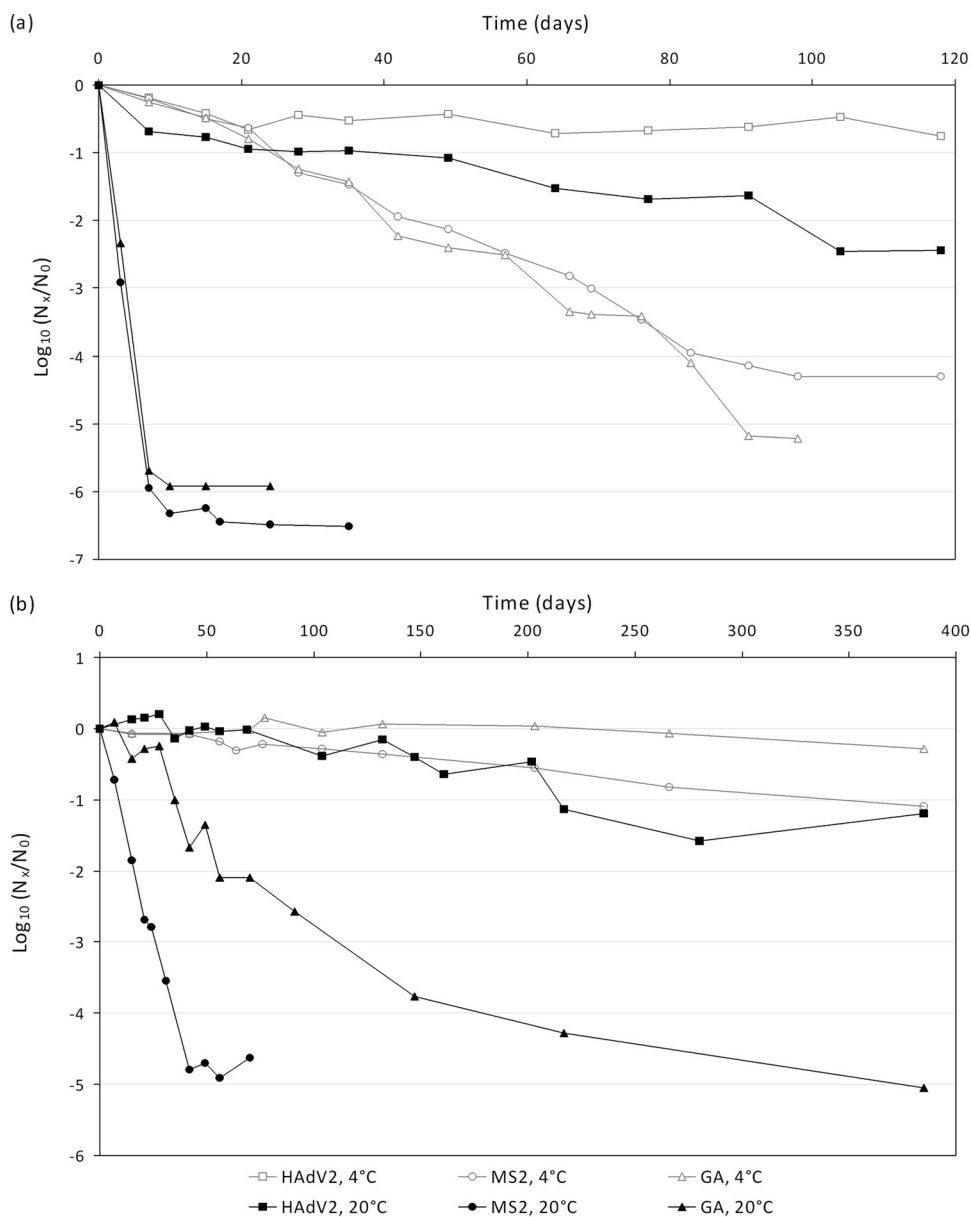 (a)
Time (days)
0 20 40 60 80 100 120
0
-1
-2
-3
-4
-5
-6
-7
Log10 (Nx/N0)
(b)
Time (days)
0 50 100 150 200 250 300 350 400
1
0
-1
-2
-3
-4
-5
-6
Log10 (Nx/N0)
HAdV2, 4°C MS2, 4°C GA, 4°C
HAdV2, 20°C MS2, 20°C GA, 20°C